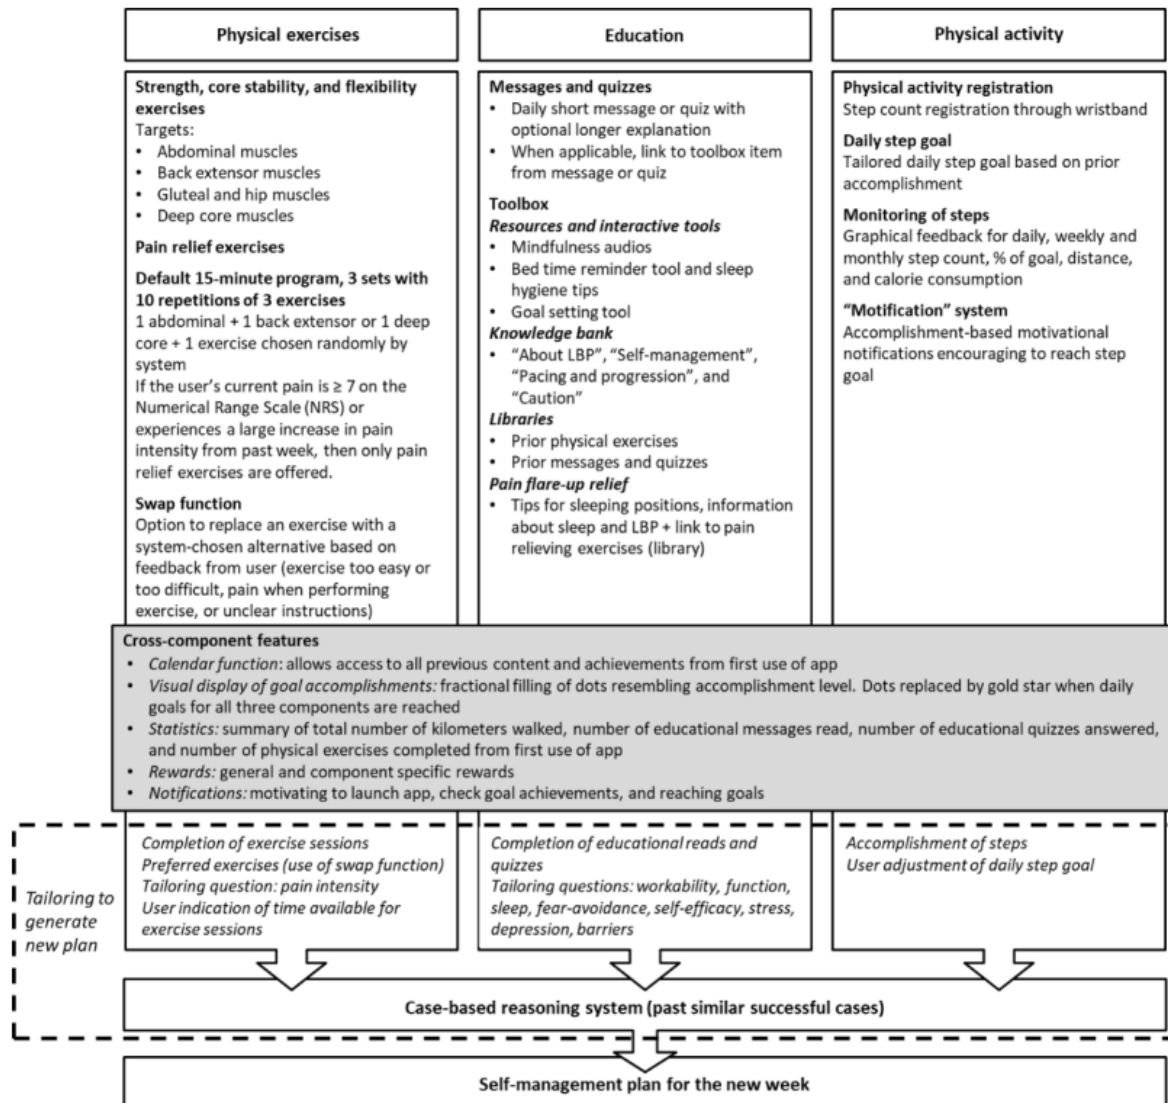 Physical exercises
Strength, core stability, and flexibility
exercises
Targets:
• Abdominal muscles
• Back extensor muscles
• Gluteal and hip muscles
• Deep core muscles
Pain relief exercises
Default 15-minute program, 3 sets with
10 repetitions of 3 exercises
1 abdominal + 1 back extensor or 1 deep
core + 1 exercise chosen randomly by
system
If the user's current pain is ≥ 7 on the
Numerical Range Scale (NRS) or
experiences a large increase in pain
intensity from past week, then only pain
relief exercises are offered.
Swap function
Option to replace an exercise with a
system-chosen alternative based on
feedback from user (exercise too easy or
too difficult, pain when performing
exercise, or unclear instructions)
Education
Messages and quizzes
• Daily short message or quiz with
optional longer explanation
• When applicable, link to toolbox item
from message or quiz
Toolbox
Resources and interactive tools
• Mindfulness audios
• Bed time reminder tool and sleep
hygiene tips
• Goal setting tool
Knowledge bank
• "About LBP", "Self-management",
"Pacing and progression", and
"Caution"
Libraries
• Prior physical exercises
• Prior messages and quizzes
Pain flare-up relief
• Tips for sleeping positions, information
about sleep and LBP + link to pain
relieving exercises (library)
Physical activity
Physical activity registration
Step count registration through wristband
Daily step goal
Tailored daily step goal based on prior
accomplishment
Monitoring of steps
Graphical feedback for daily, weekly and
monthly step count, % of goal, distance,
and calorie consumption
"Motification" system
Accomplishment-based motivational
notifications encouraging to reach step
goal
Cross-component features
• Calendar function: allows access to all previous content and achievements from first use of app
• Visual display of goal accomplishments: fractional filling of dots resembling accomplishment level. Dots replaced by gold star when daily
goals for all three components are reached
• Statistics: summary of total number of kilometers walked, number of educational messages read, number of educational quizzes answered,
and number of physical exercises completed from first use of app
• Rewards: general and component specific rewards
• Notifications: motivating to launch app, check goal achievements, and reaching goals
Tailoring to
generate
new plan
Completion of exercise sessions
Preferred exercises (use of swap function)
Tailoring question: pain intensity
User indication of time available for
exercise sessions
Completion of educational reads and
quizzes
Tailoring questions: workability, function,
sleep, fear-avoidance, self-efficacy, stress,
depression, barriers
Accomplishment of steps
User adjustment of daily step goal
Case-based reasoning system (past similar successful cases)
Self-management plan for the new week